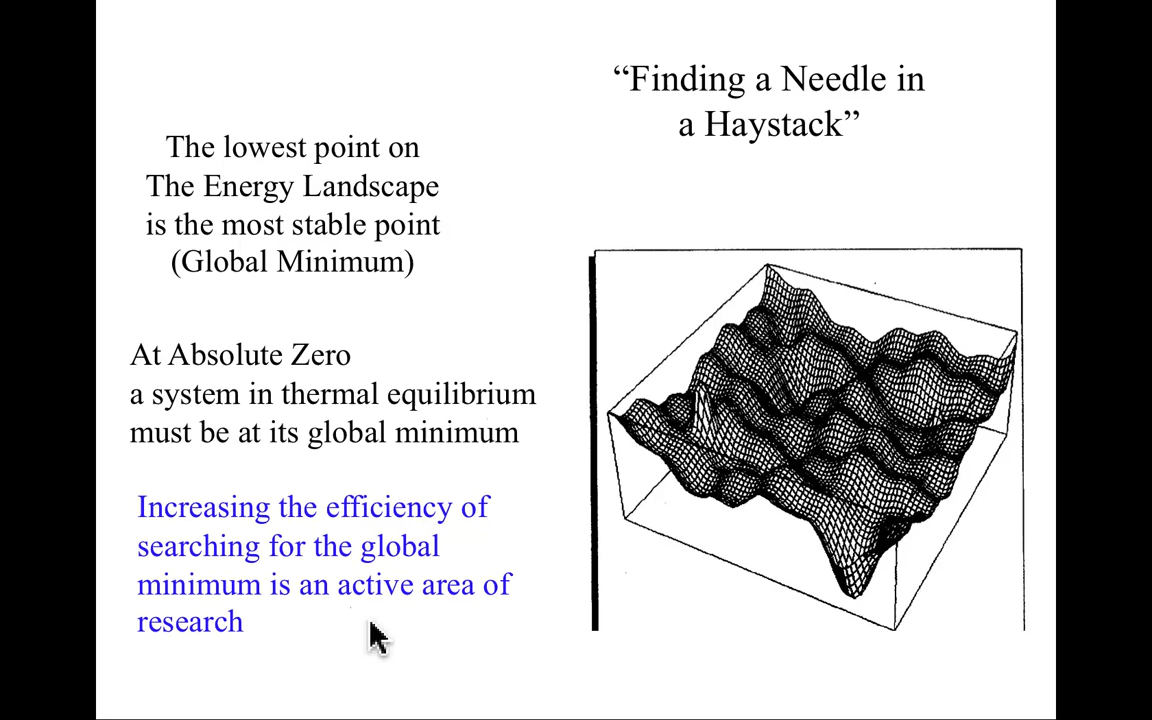 “Finding a Needle in
a Haystack”
The lowest point on
The Energy Landscape
is the most stable point
(Global Minimum)
At Absolute Zero
a system in thermal equilibrium
must be at its global minimum
Increasing the efficiency of
searching for the global
minimum is an active area of
research